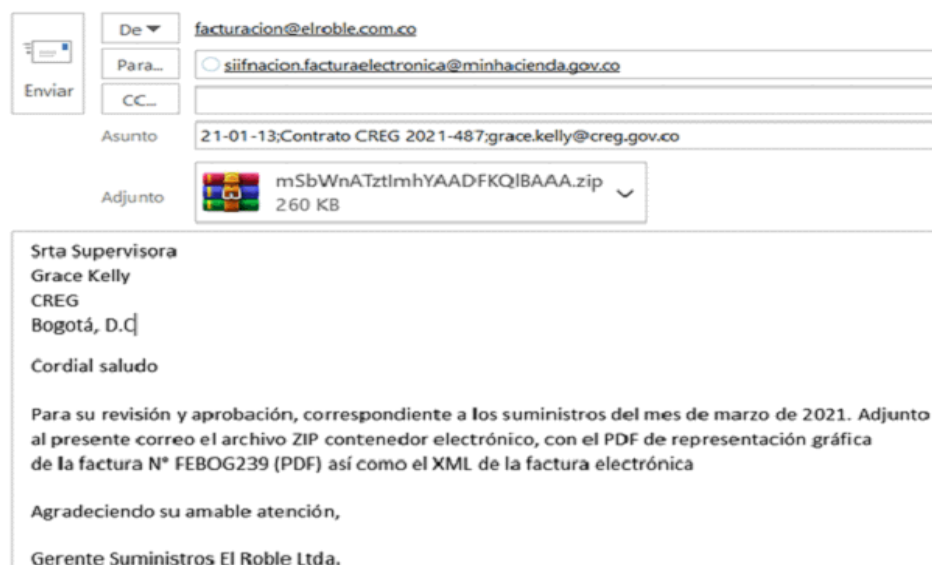 De
facturacion@elroble.com.co
Enviar
Para...
siifnacion.facturaelectronica@minhacienda.gov.co
CC...
Asunto
21-01-13;Contrato CREG 2021-487;grace.kelly@creg.gov.co
Adjunto
mSbWnATztImhYAADFKQIBAAA.zip
260 KB
Srta Supervisora
Grace Kelly
CREG
Bogotá, D.C
Cordial saludo
Para su revisión y aprobación, correspondiente a los suministros del mes de marzo de 2021. Adjunto
al presente correo el archivo ZIP contenedor electrónico, con el PDF de representación gráfica
de la factura N° FEBOG239 (PDF) así como el XML de la factura electrónica
Agradeciendo su amable atención,
Gerente Suministros El Roble Ltda.